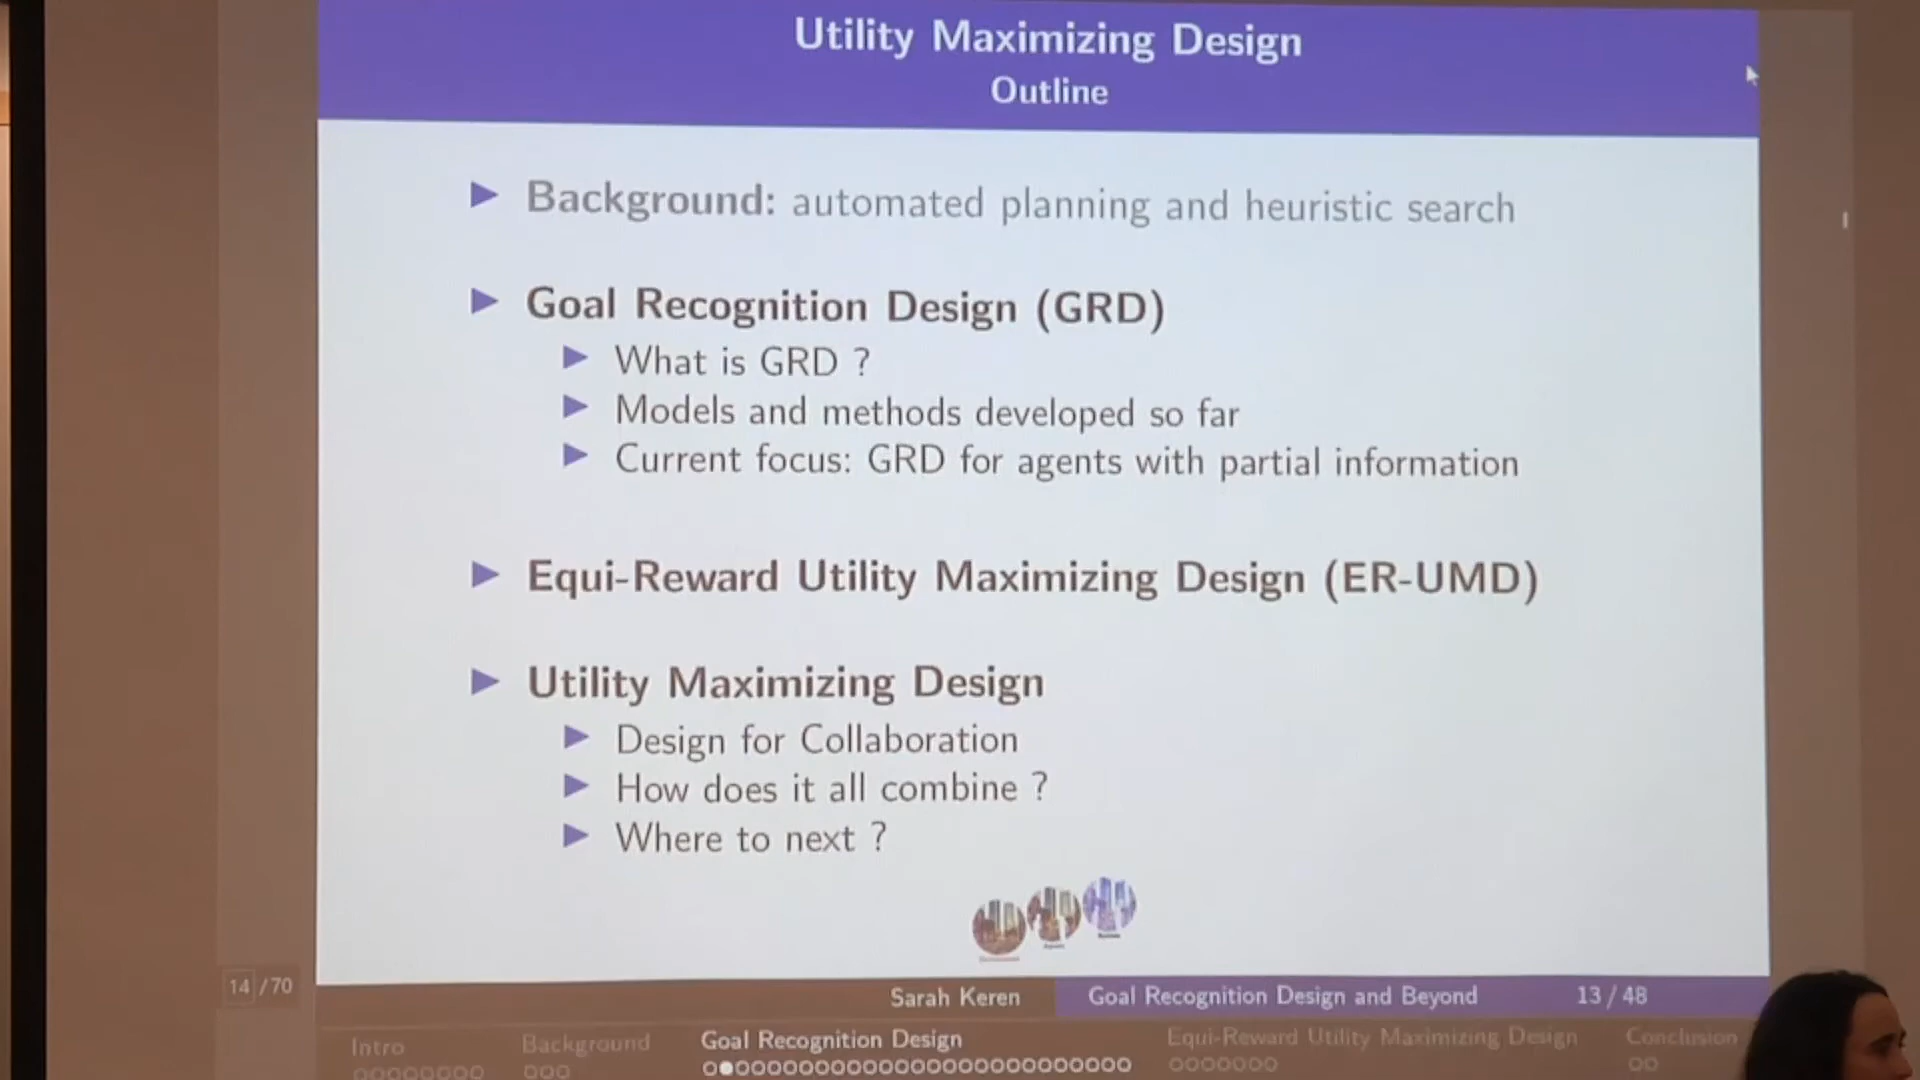 Utility Maximizing Design
Outline
Background: automated planning and heuristic search
Goal Recognition Design (GRD)
What is GRD ?
Models and methods developed so far
Current focus: GRD for agents with partial information
Equi-Reward Utility Maximizing Design (ER-UMD)
Utility Maximizing Design
Design for Collaboration
How does it all combine ?
Where to next ?
14 / 70
Sarah Keren Goal Recognition Design and Beyond 13 / 48
Intro Background Goal Recognition Design Equi-Reward Utility Maximizing Design Conclusion